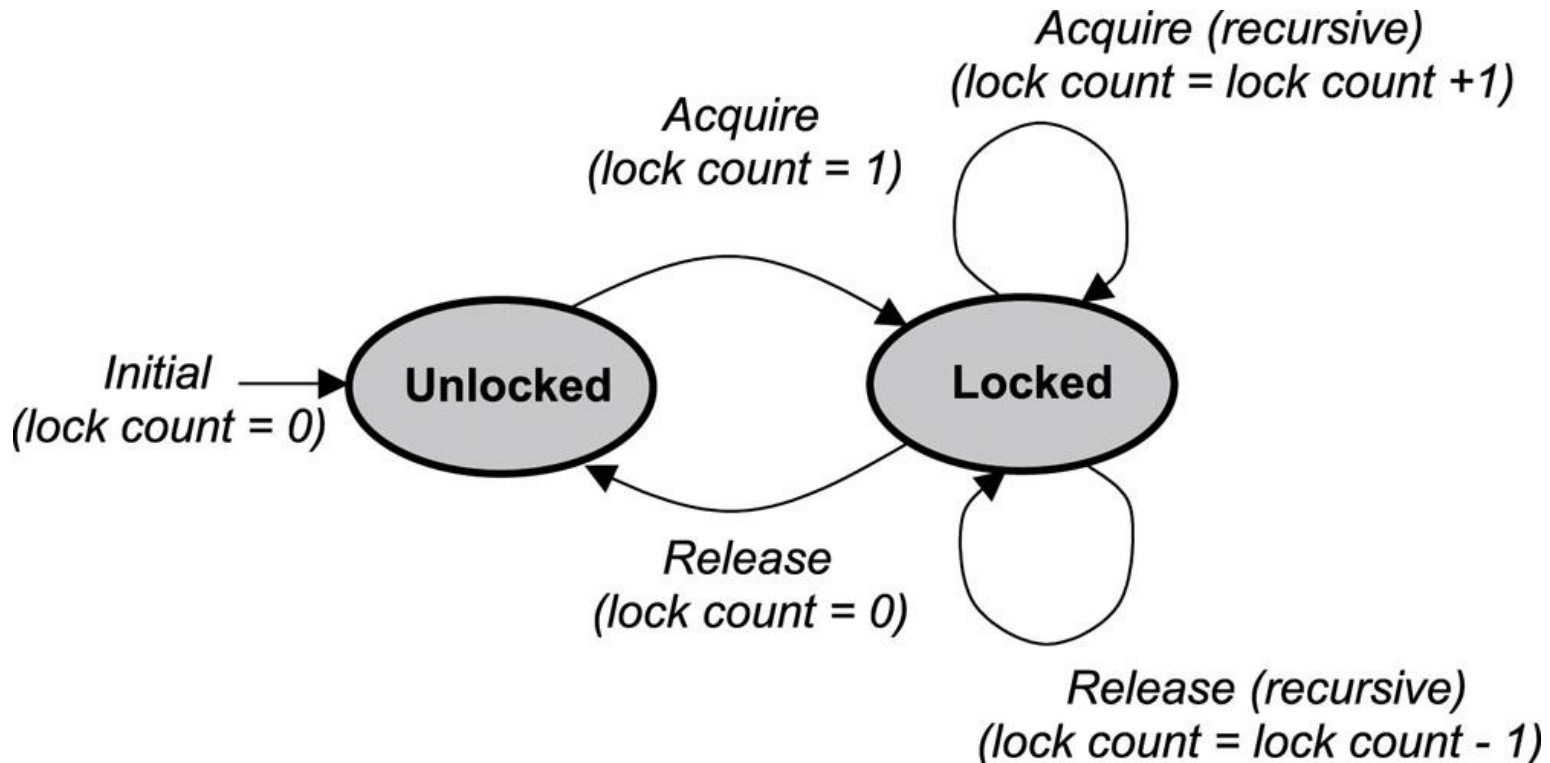 Acquire (recursive)
(lock count = lock count +1)
Acquire
(lock count = 1)
Initial
(lock count = 0)
Unlocked
Locked
Release
(lock count = 0)
Release (recursive)
(lock count = lock count - 1)